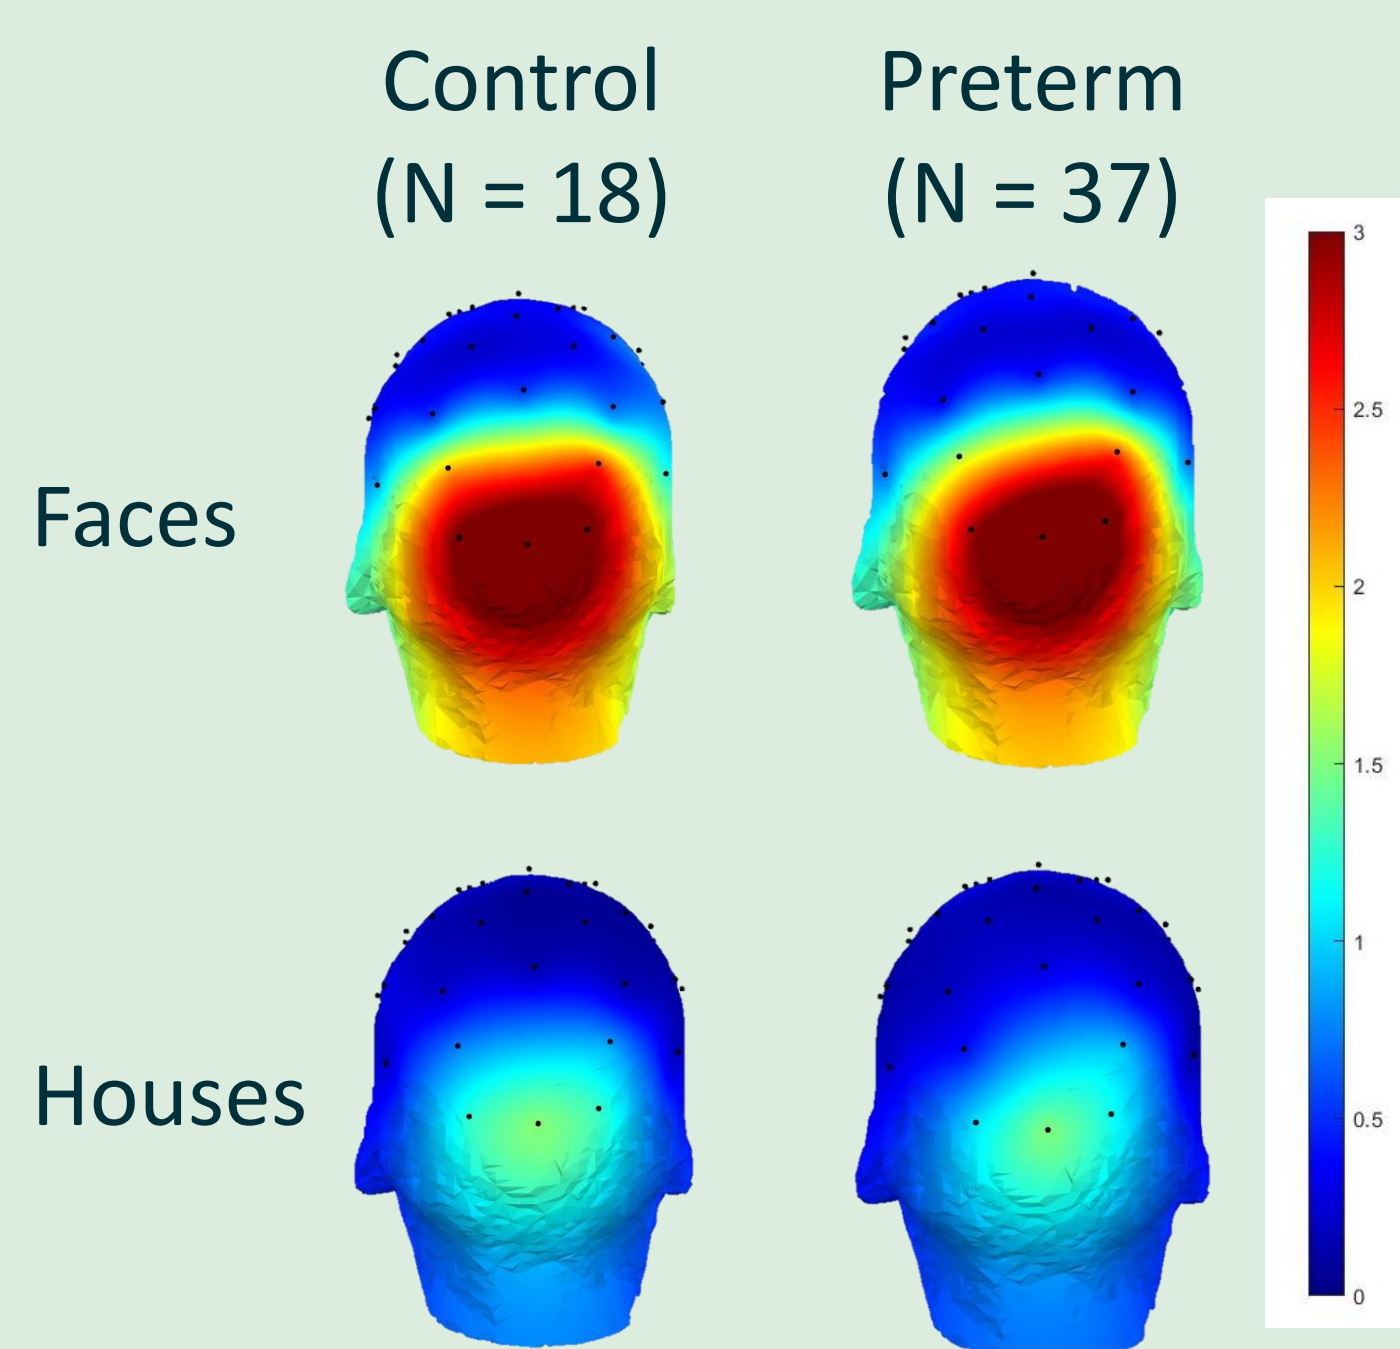 Control
(N = 18)
Preterm
(N = 37)
Faces
Houses
3
2.5
2
1.5
1
0.5
0